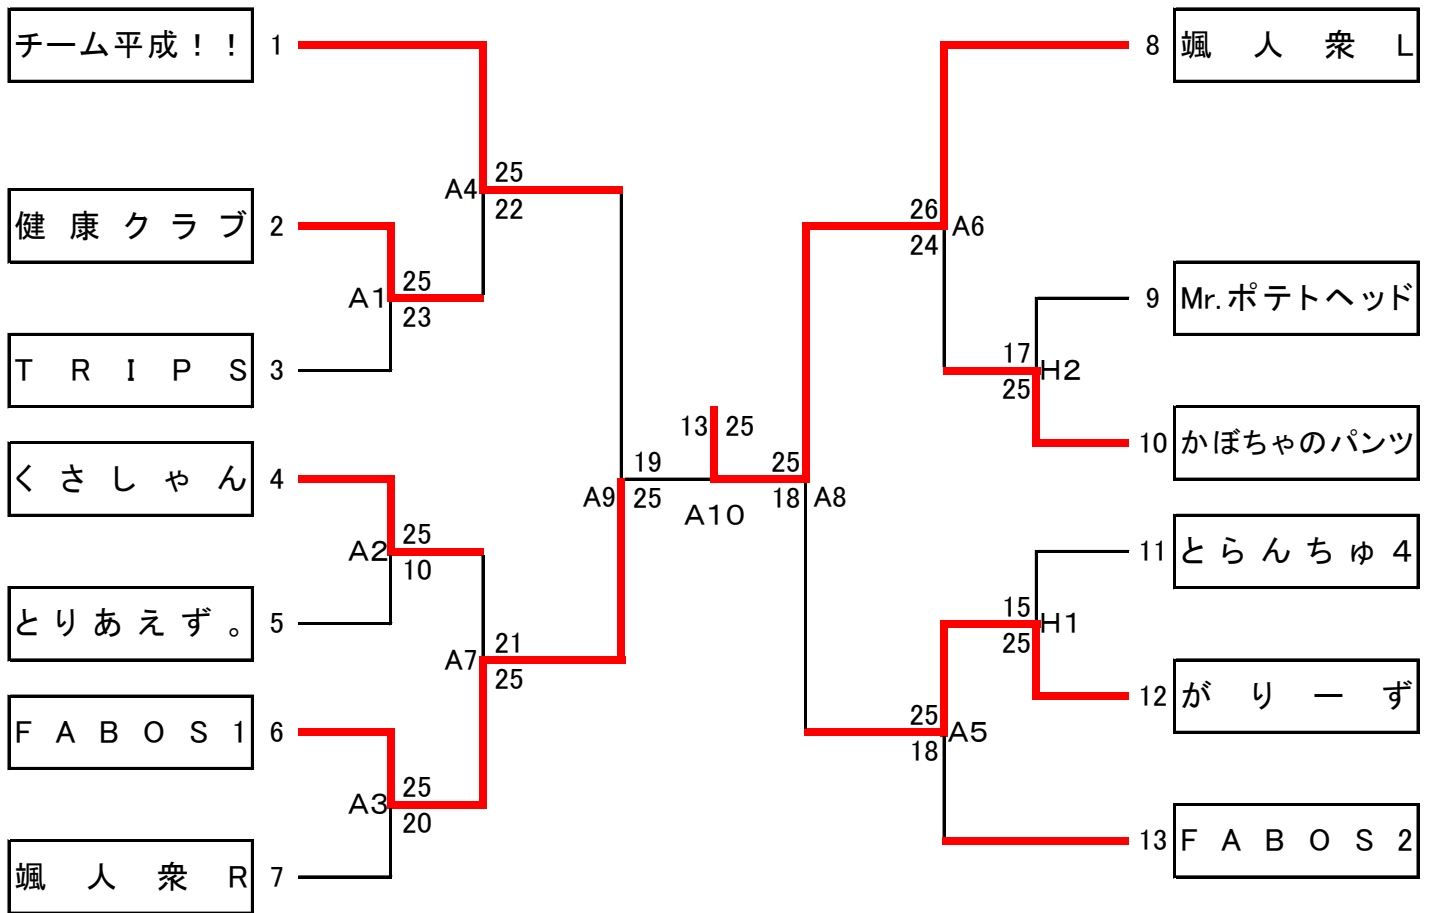 チーム平成！！ 1
健康クラブ 2
TRIPS 3
くさしゃん 4
とりあえず。 5
FABOS1 6
颯人衆R 7
A4 25
22
A1 25
23
A2 25
10
A7 21
25
A3 25
20
A9 19
25
13 25
A10
25
18 A8
26
24 A6
17
25 H2
15
25 H1
25
18 A5
8 颯人衆L
9 Mr.ポテトヘッド
10 かぼちゃのパンツ
11 とらんちゅ4
12 がりーず
13 FABOS2